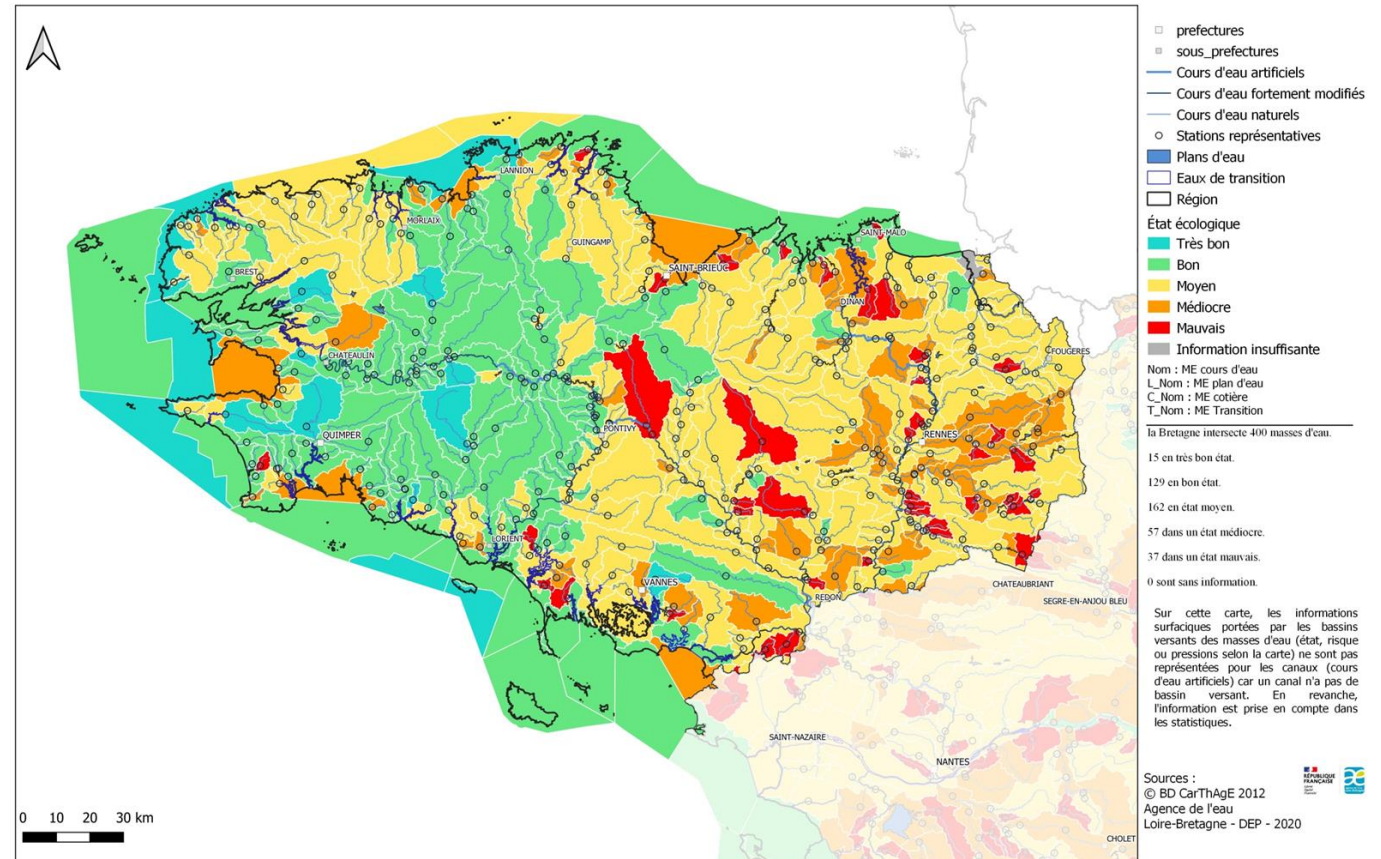 LANNION
MORLAIX
GUINGAMP
SAINT-MALO
BREST
SAINT-BRIEUC
DINAN
CHATEAULIN
FOUGERES
PONTIVY
QUIMPER
RENNES
LORIENT
VANNES
REDON
CHATEAUBRIANT
SEGRE-EN-ANJOU BLEU
SAINT-NAZAIRE
NANTES
CHOLET
0 10 20 30 km
prefectures
sous_prefectures
Cours d'eau artificiels
Cours d'eau fortement modifiés
Cours d'eau naturels
Stations représentatives
Plans d'eau
Eaux de transition
Région
État écologique
Très bon
Bon
Moyen
Médiocre
Mauvais
Information insuffisante
Nom : ME cours d'eau
L_Nom : ME plan d'eau
C_Nom : ME cotière
T_Nom : ME Transition
la Bretagne intersecte 400 masses d'eau.
15 en très bon état.
129 en bon état.
162 en état moyen.
57 dans un état médiocre.
37 dans un état mauvais.
0 sont sans information.
Sur cette carte, les informations
surfaciques portées par les bassins
versants des masses d'eau (état, risque
ou pressions selon la carte) ne sont pas
représentées pour les canaux (cours
d'eau artificiels) car un canal n'a pas de
bassin versant. En revanche,
l'information est prise en compte dans
les statistiques.
Sources :
© BD CarThAgE 2012
Agence de l'eau
Loire-Bretagne - DEP - 2020
RÉPUBLIQUE
FRANÇAISE